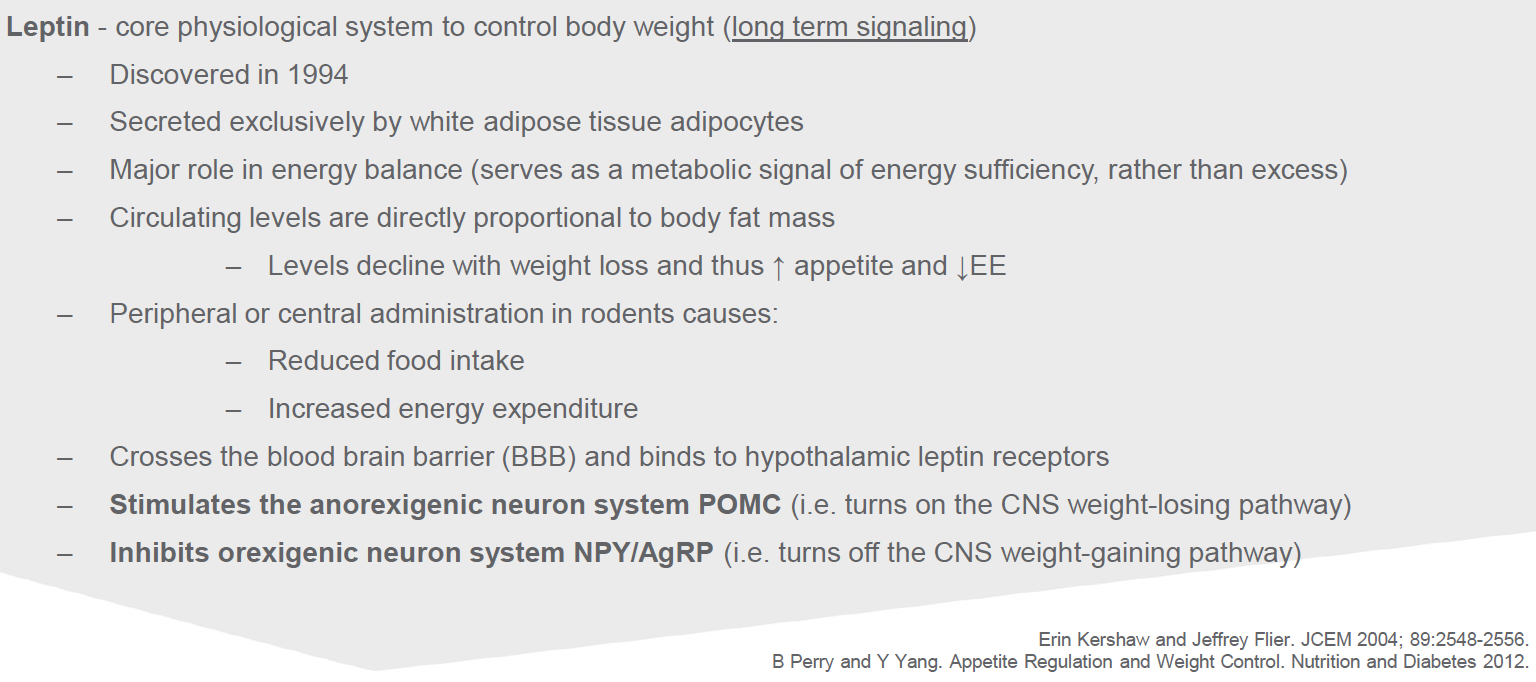 Leptin - core physiological system to control body weight (long term signaling)
– Discovered in 1994
– Secreted exclusively by white adipose tissue adipocytes
– Major role in energy balance (serves as a metabolic signal of energy sufficiency, rather than excess)
– Circulating levels are directly proportional to body fat mass
– Levels decline with weight loss and thus ↑ appetite and ↓EE
– Peripheral or central administration in rodents causes:
– Reduced food intake
– Increased energy expenditure
– Crosses the blood brain barrier (BBB) and binds to hypothalamic leptin receptors
– Stimulates the anorexigenic neuron system POMC (i.e. turns on the CNS weight-losing pathway)
– Inhibits orexigenic neuron system NPY/AgRP (i.e. turns off the CNS weight-gaining pathway)
Erin Kershaw and Jeffrey Flier. JCEM 2004; 89:2548-2556.
B Perry and Y Yang. Appetite Regulation and Weight Control. Nutrition and Diabetes 2012.